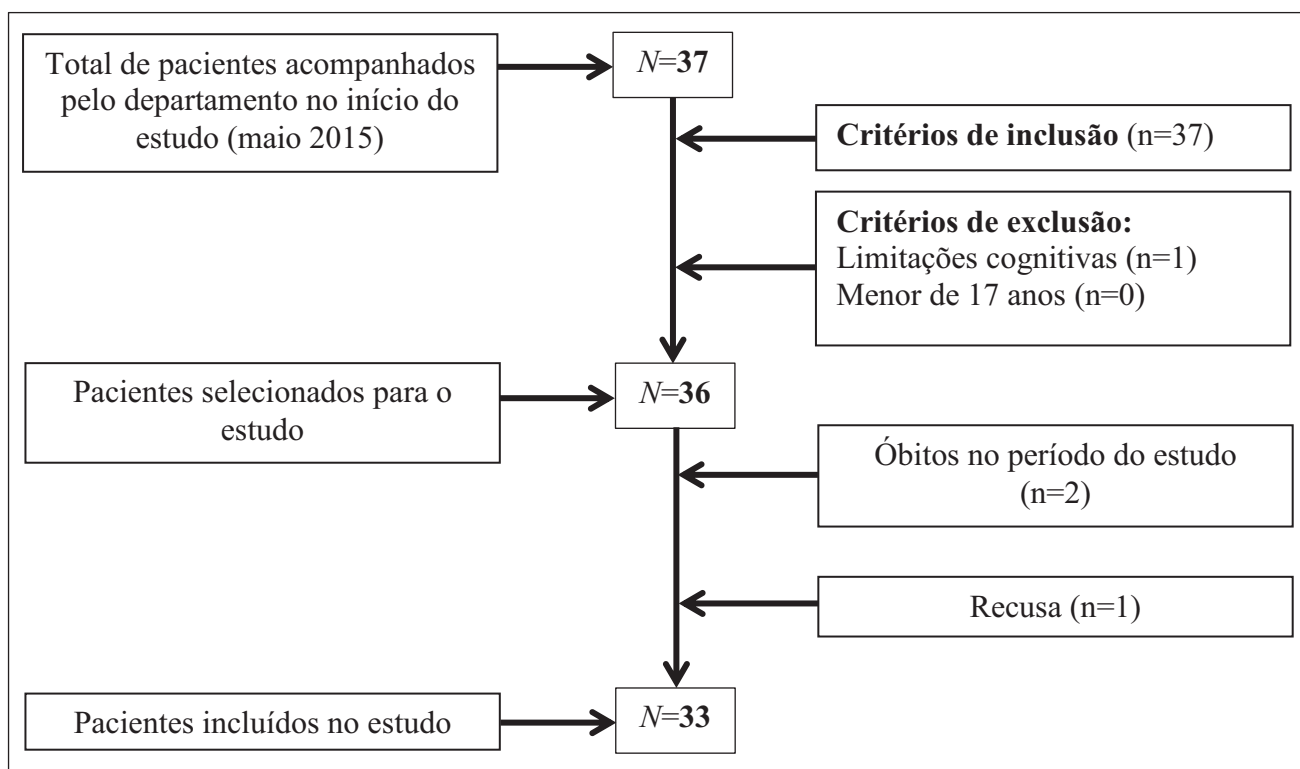 Total de pacientes acompanhados
pelo departamento no início do
estudo (maio 2015)
N=37
Critérios de inclusão (n=37)
Critérios de exclusão:
Limitações cognitivas (n=1)
Menor de 17 anos (n=0)
Pacientes selecionados para o
estudo
N=36
Óbitos no período do estudo
(n=2)
Recusa (n=1)
Pacientes incluídos no estudo
N=33